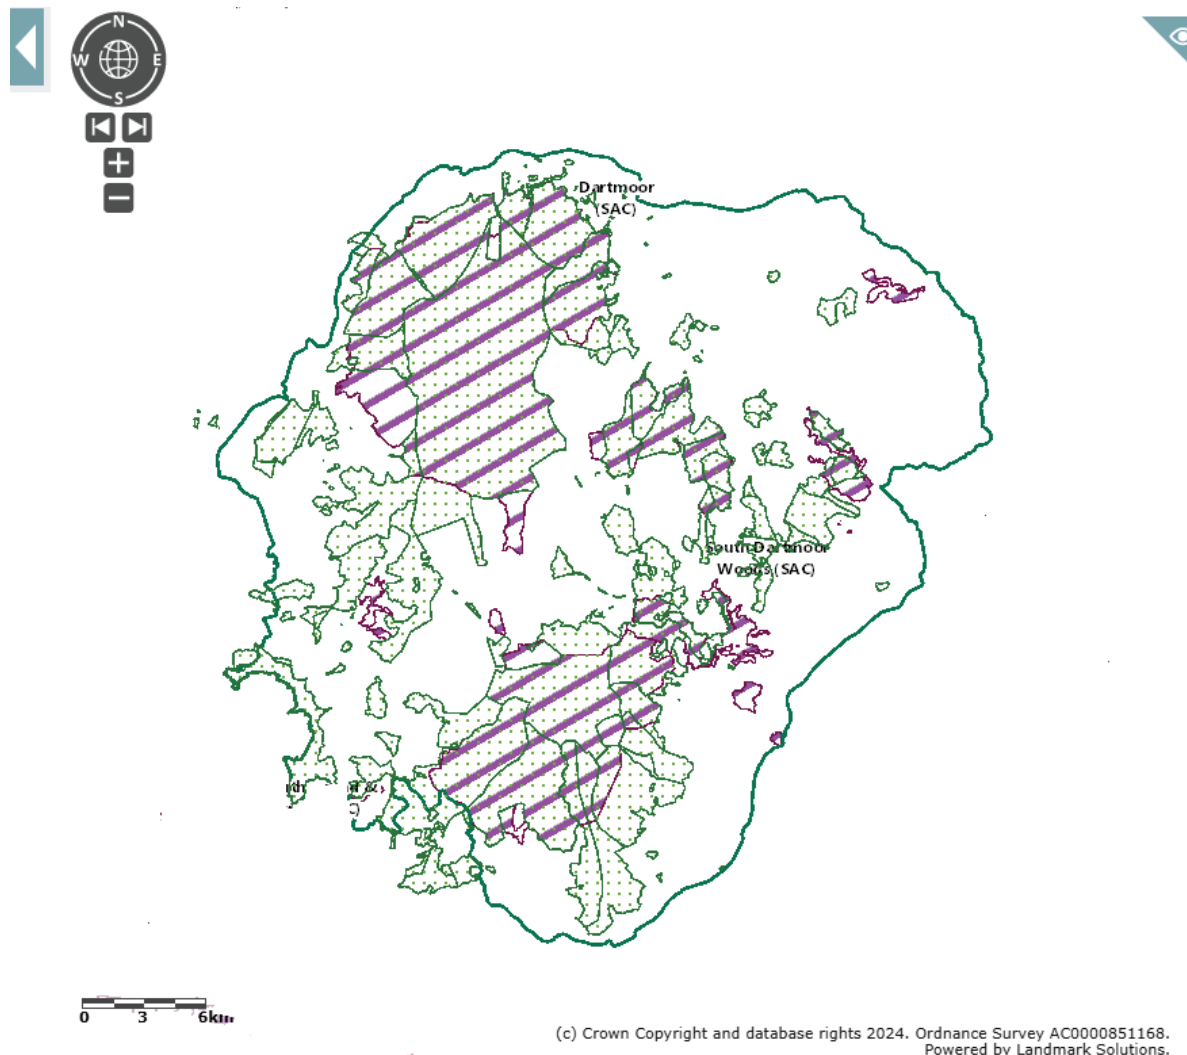 N
W E
S
Dartmoor
(SAC)
South Dartmoor
Woods (SAC)
&
0 3 6km
(c) Crown Copyright and database rights 2024. Ordnance Survey AC0000851168.
Powered by Landmark Solutions.